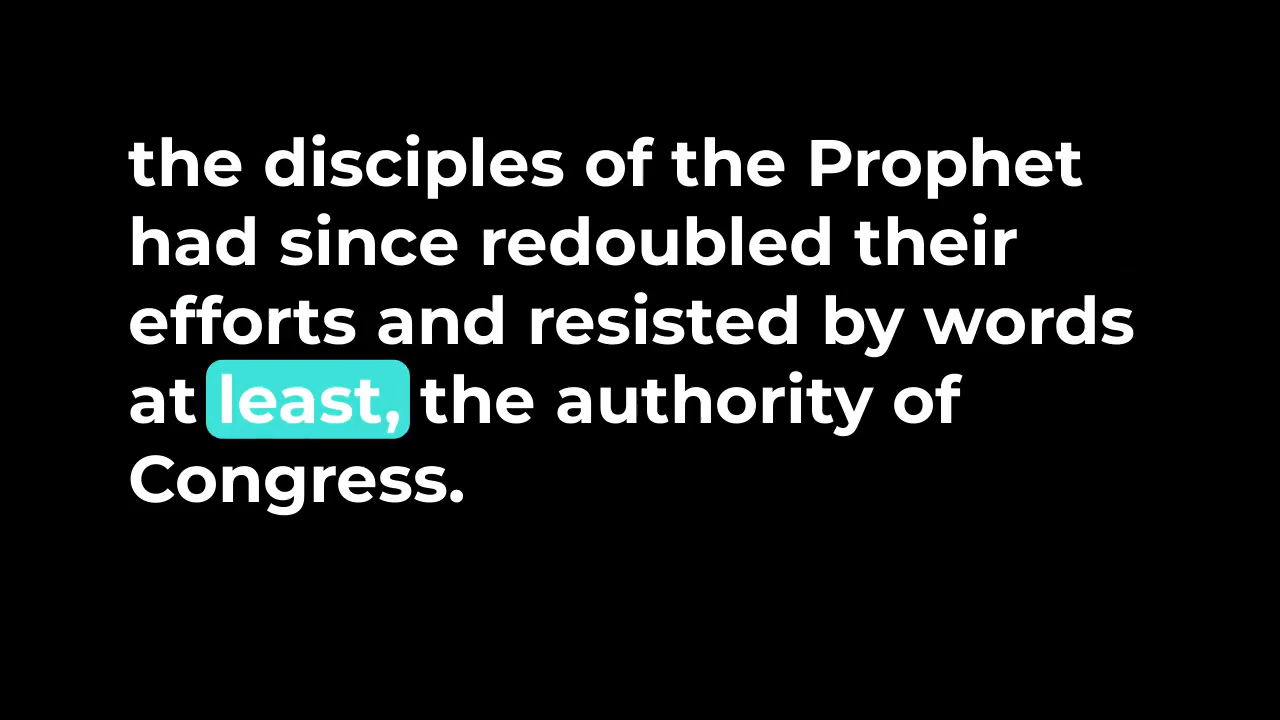 the disciples of the Prophet
had since redoubled their
efforts and resisted by words
at least, the authority of
Congress.